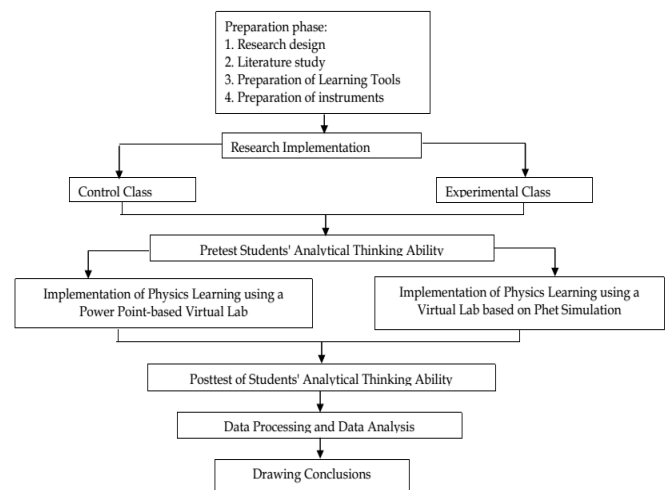 Preparation phase:
1. Research design
2. Literature study
3. Preparation of Learning Tools
4. Preparation of instruments
Research Implementation
Control Class
Experimental Class
Pretest Students' Analytical Thinking Ability
Implementation of Physics Learning using a
Power Point-based Virtual Lab
Implementation of Physics Learning using a
Virtual Lab based on Phet Simulation
Posttest of Students' Analytical Thinking Ability
Data Processing and Data Analysis
Drawing Conclusions